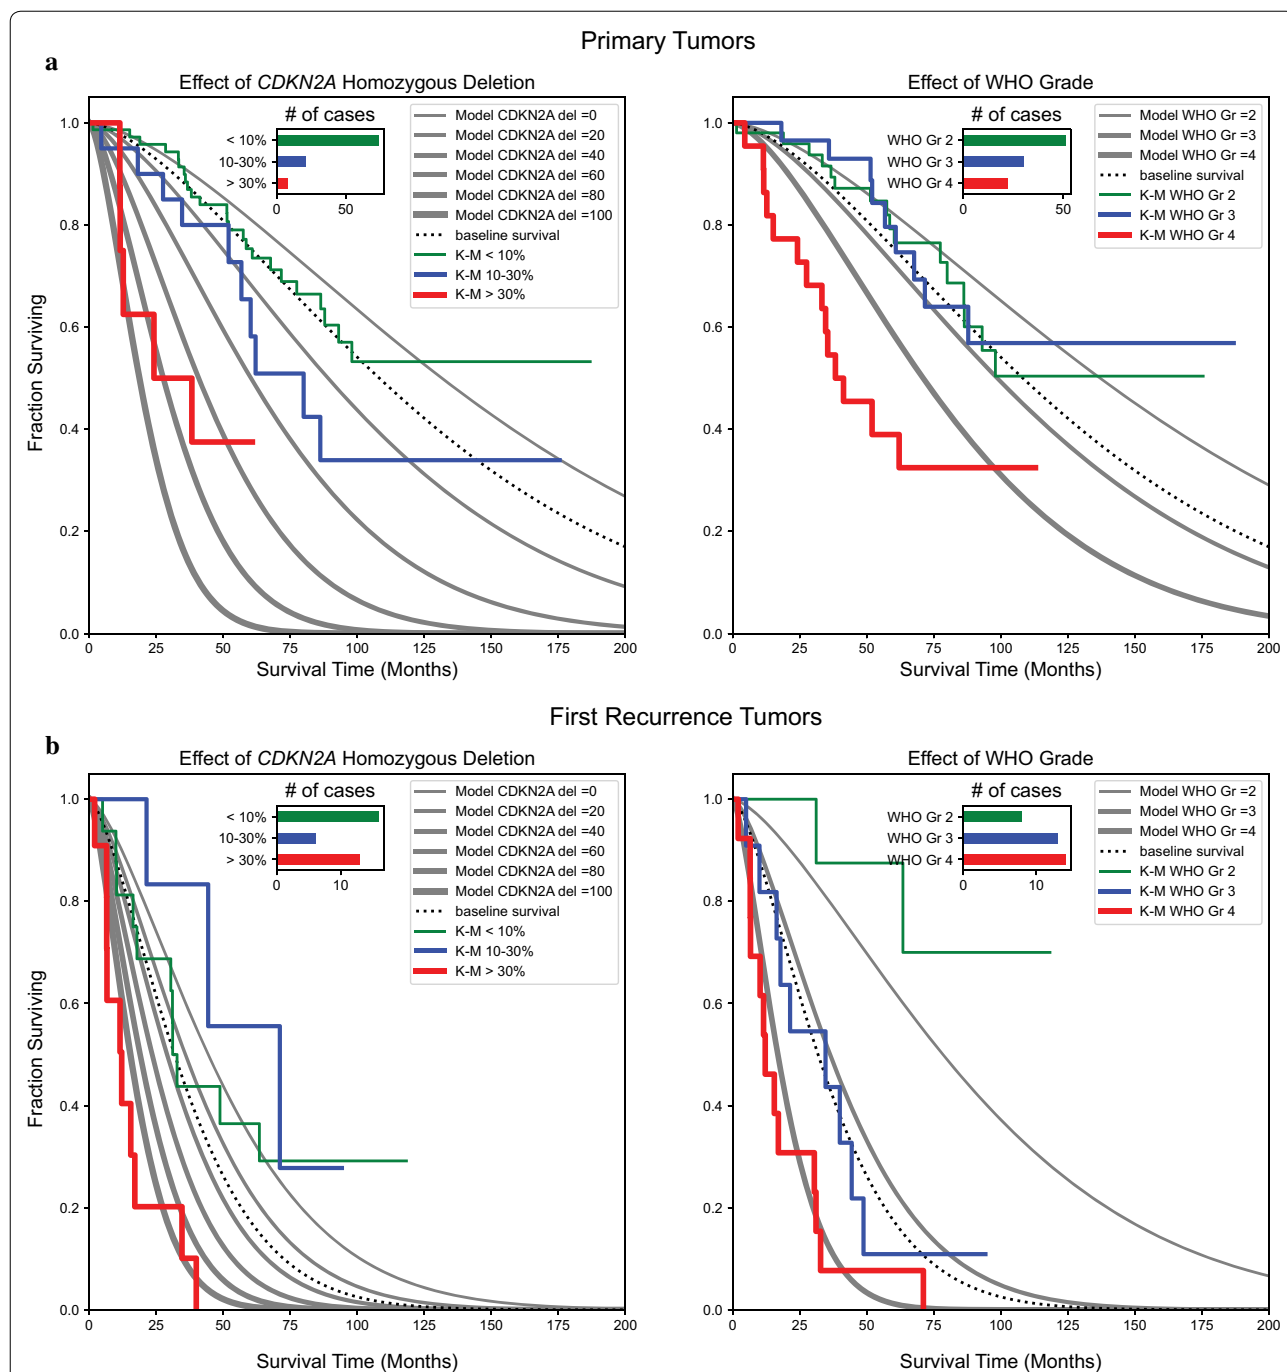 Primary Tumors
a
Effect of CDKN2A Homozygous Deletion
# of cases
< 10%
10-30%
> 30%
0 50
Model CDKN2A del =0
Model CDKN2A del =20
Model CDKN2A del =40
Model CDKN2A del =60
Model CDKN2A del =80
Model CDKN2A del =100
baseline survival
K-M < 10%
K-M 10-30%
K-M > 30%
Fraction Surviving
1.0
0.8
0.6
0.4
0.2
0.0
0 25 50 75 100 125 150 175 200
Survival Time (Months)
Effect of WHO Grade
# of cases
WHO Gr 2
WHO Gr 3
WHO Gr 4
0 50
Model WHO Gr =2
Model WHO Gr =3
Model WHO Gr =4
baseline survival
K-M WHO Gr 2
K-M WHO Gr 3
K-M WHO Gr 4
1.0
0.8
0.6
0.4
0.2
0.0
0 25 50 75 100 125 150 175 200
Survival Time (Months)
First Recurrence Tumors
b
Effect of CDKN2A Homozygous Deletion
# of cases
< 10%
10-30%
> 30%
0 10
Model CDKN2A del =0
Model CDKN2A del =20
Model CDKN2A del =40
Model CDKN2A del =60
Model CDKN2A del =80
Model CDKN2A del =100
baseline survival
K-M < 10%
K-M 10-30%
K-M > 30%
Fraction Surviving
1.0
0.8
0.6
0.4
0.2
0.0
0 25 50 75 100 125 150 175 200
Survival Time (Months)
Effect of WHO Grade
# of cases
WHO Gr 2
WHO Gr 3
WHO Gr 4
0 10
Model WHO Gr =2
Model WHO Gr =3
Model WHO Gr =4
baseline survival
K-M WHO Gr 2
K-M WHO Gr 3
K-M WHO Gr 4
1.0
0.8
0.6
0.4
0.2
0.0
0 25 50 75 100 125 150 175 200
Survival Time (Months)